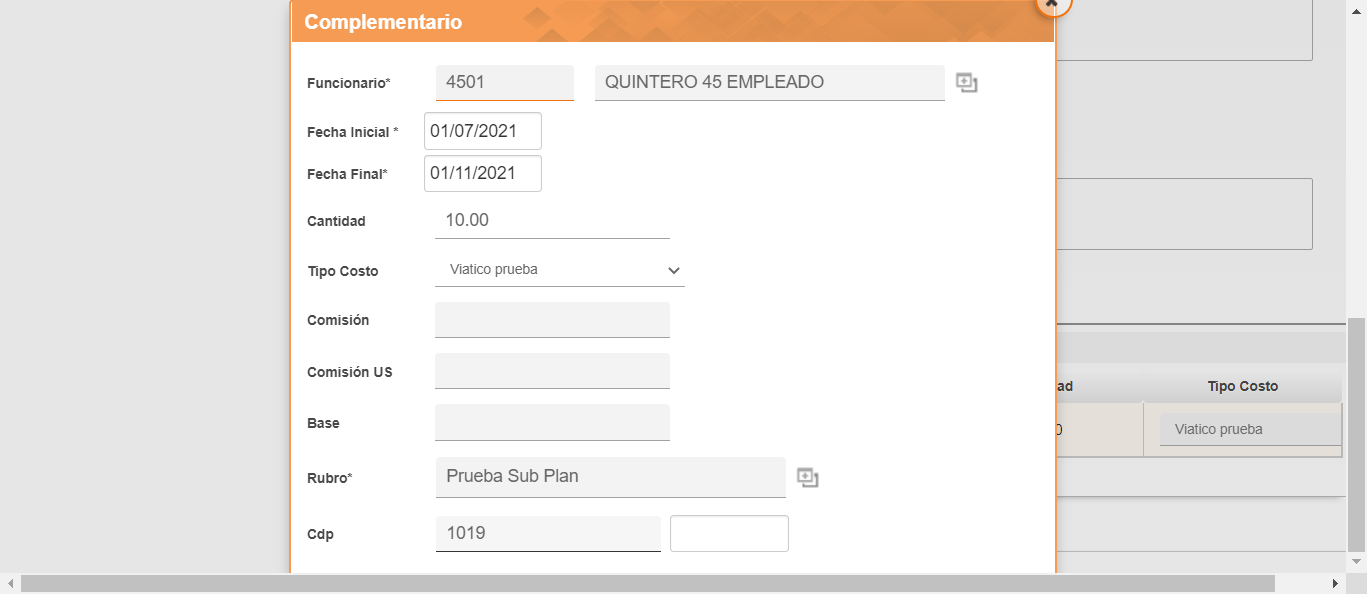 Complementario
Funcionario* 4501 QUINTERO 45 EMPLEADO
Fecha Inicial * 01/07/2021
Fecha Final* 01/11/2021
Cantidad 10.00
Tipo Costo Viatico prueba
Comisión
Comisión US
ad Tipo Costo
Base
0 Viatico prueba
Rubro* Prueba Sub Plan
Cdp 1019